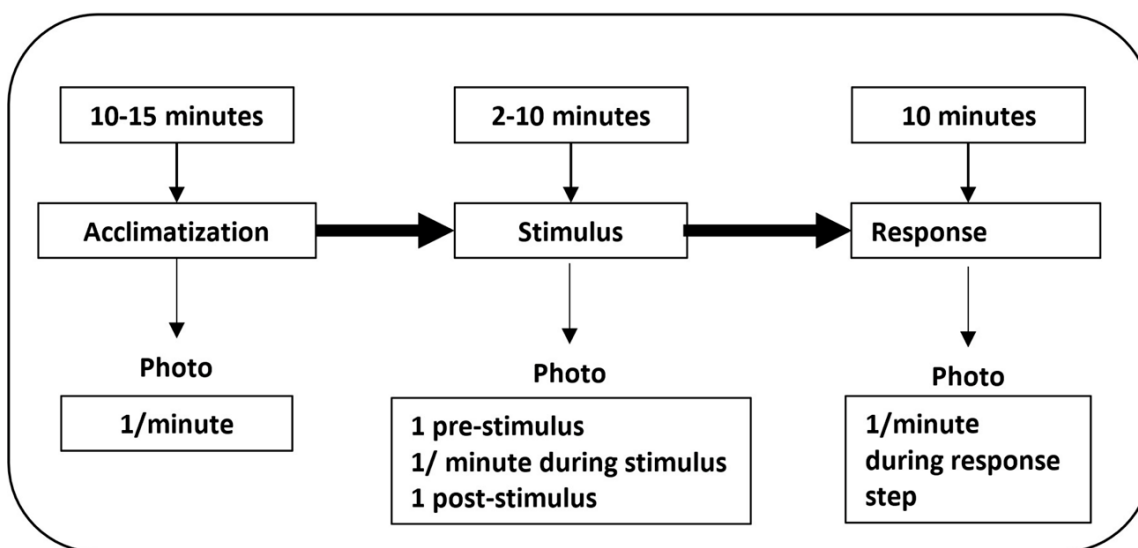 10-15 minutes
2-10 minutes
10 minutes
Acclimatization
Stimulus
Response
Photo
1/minute
Photo
1 pre-stimulus
1/ minute during stimulus
1 post-stimulus
Photo
1/minute
during response
step